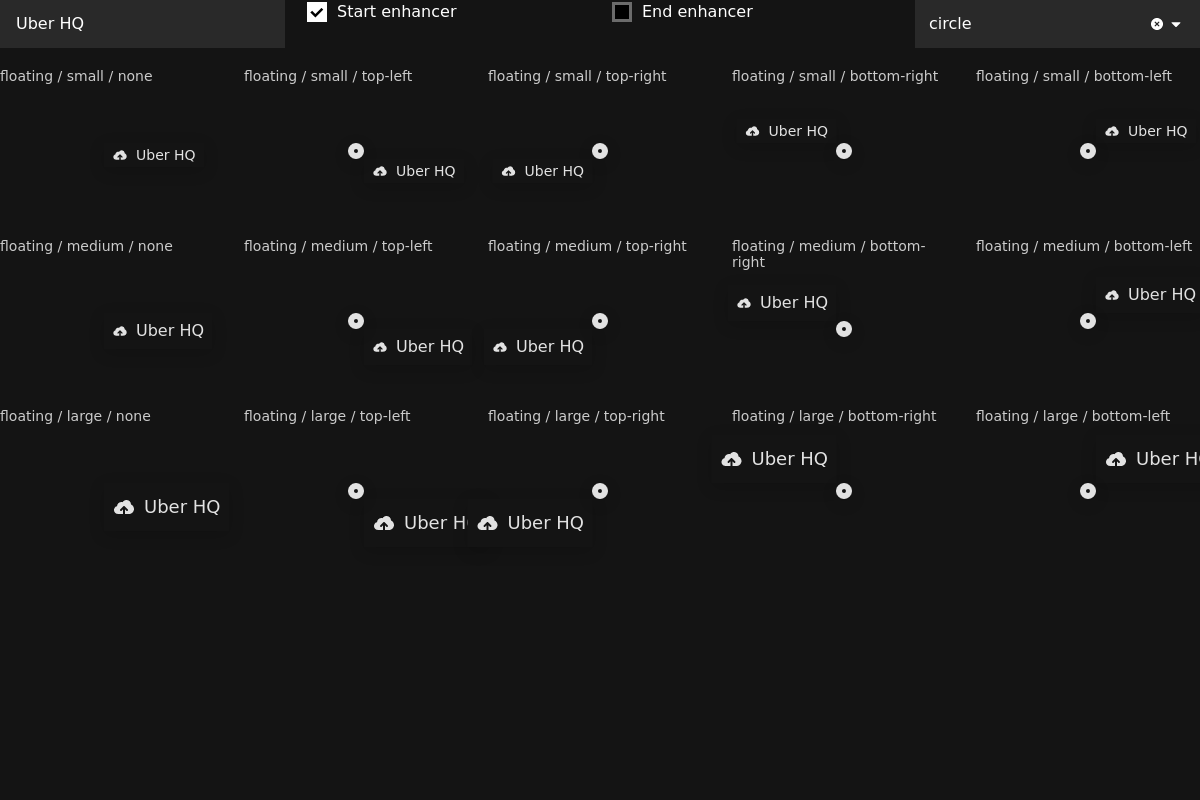 Uber HQ
Start enhancer
End enhancer
circle
floating / small / none
floating / small / top-left
floating / small / top-right
floating / small / bottom-right
floating / small / bottom-left
Uber HQ
Uber HQ
Uber HQ
Uber HQ
Uber HQ
floating / medium / none
floating / medium / top-left
floating / medium / top-right
floating / medium / bottom-
right
floating / medium / bottom-left
Uber HQ
Uber HQ
Uber HQ
Uber HQ
Uber HQ
floating / large / none
floating / large / top-left
floating / large / top-right
floating / large / bottom-right
floating / large / bottom-left
Uber HQ
Uber H
Uber HQ
Uber HQ
Uber H